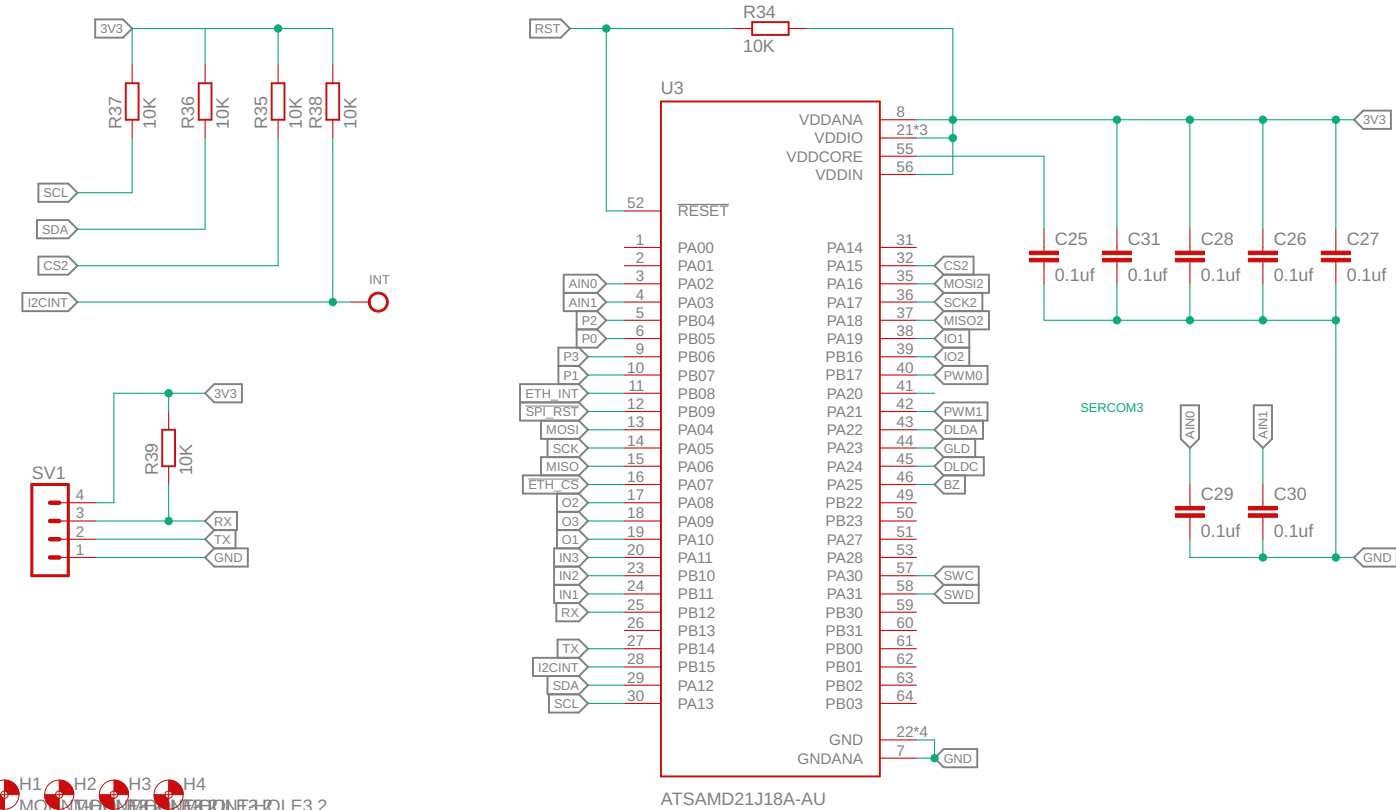 3V3
R37
10K
R36
10K
R35
10K
R38
10K
SCL
SDA
CS2
I2CINT
INT
3V3
R39
10K
SV1
4
3
2
1
RX
TX
GND
H1
H2
H3
H4
RST
R34
10K
U3
52 RESET
1 PA00
2 PA01
AIN0 3 PA02
AIN1 4 PA03
P2 5 PB04
P0 6 PB05
P3 9 PB06
P1 10 PB07
ETH_INT 11 PB08
SPI_RST 12 PB09
MOSI 13 PA04
SCK 14 PA05
MISO 15 PA06
ETH_CS 16 PA07
O2 17 PA08
O3 18 PA09
O1 19 PA10
IN3 20 PA11
IN2 23 PB10
IN1 24 PB11
RX 25 PB12
26 PB13
TX 27 PB14
I2CINT 28 PB15
SDA 29 PA12
SCL 30 PA13
VDDANA 8
VDDIO 21*3
VDDCORE 55
VDDIN 56
PA14 31
PA15 32 CS2
PA16 35 MOSI2
PA17 36 SCK2
PA18 37 MISO2
PA19 38 IO1
PB16 39 IO2
PB17 40 PWM0
PA20 41
PA21 42 PWM1
PA22 43 DLDA
PA23 44 GLD
PA24 45 DLDC
PA25 46 BZ
PB22 49
PB23 50
PA27 51
PA28 53
PA30 57 SWC
PA31 58 SWD
PB30 59
PB31 60
PB00 61
PB01 62
PB02 63
PB03 64
GND 22*4
GNDANA 7 GND
ATSAMD21J18A-AU
3V3
C25
0.1uf
C31
0.1uf
C28
0.1uf
C26
0.1uf
C27
0.1uf
SERCOM3
AIN0
AIN1
C29
0.1uf
C30
0.1uf
GND